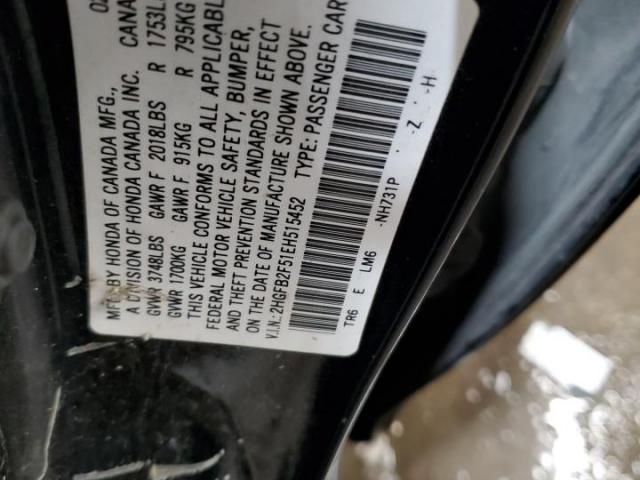 MFD.BY HONDA OF CANADA MFG., 02
A DIVISION OF HONDA CANADA INC. CANA
GVWR 3748LBS GAWR F 2018LBS R 1753L
GVWR 1700KG GAWR F 915KG R 795KG
THIS VEHICLE CONFORMS TO ALL APPLICABLE
FEDERAL MOTOR VEHICLE SAFETY, BUMPER,
AND THEFT PREVENTION STANDARDS IN EFFECT
ON THE DATE OF MANUFACTURE SHOWN ABOVE.
V.I.N.: 2HGFB2F51EH515452 TYPE: PASSENGER CAR
TR6 E LM6 -NH731P -Z -H